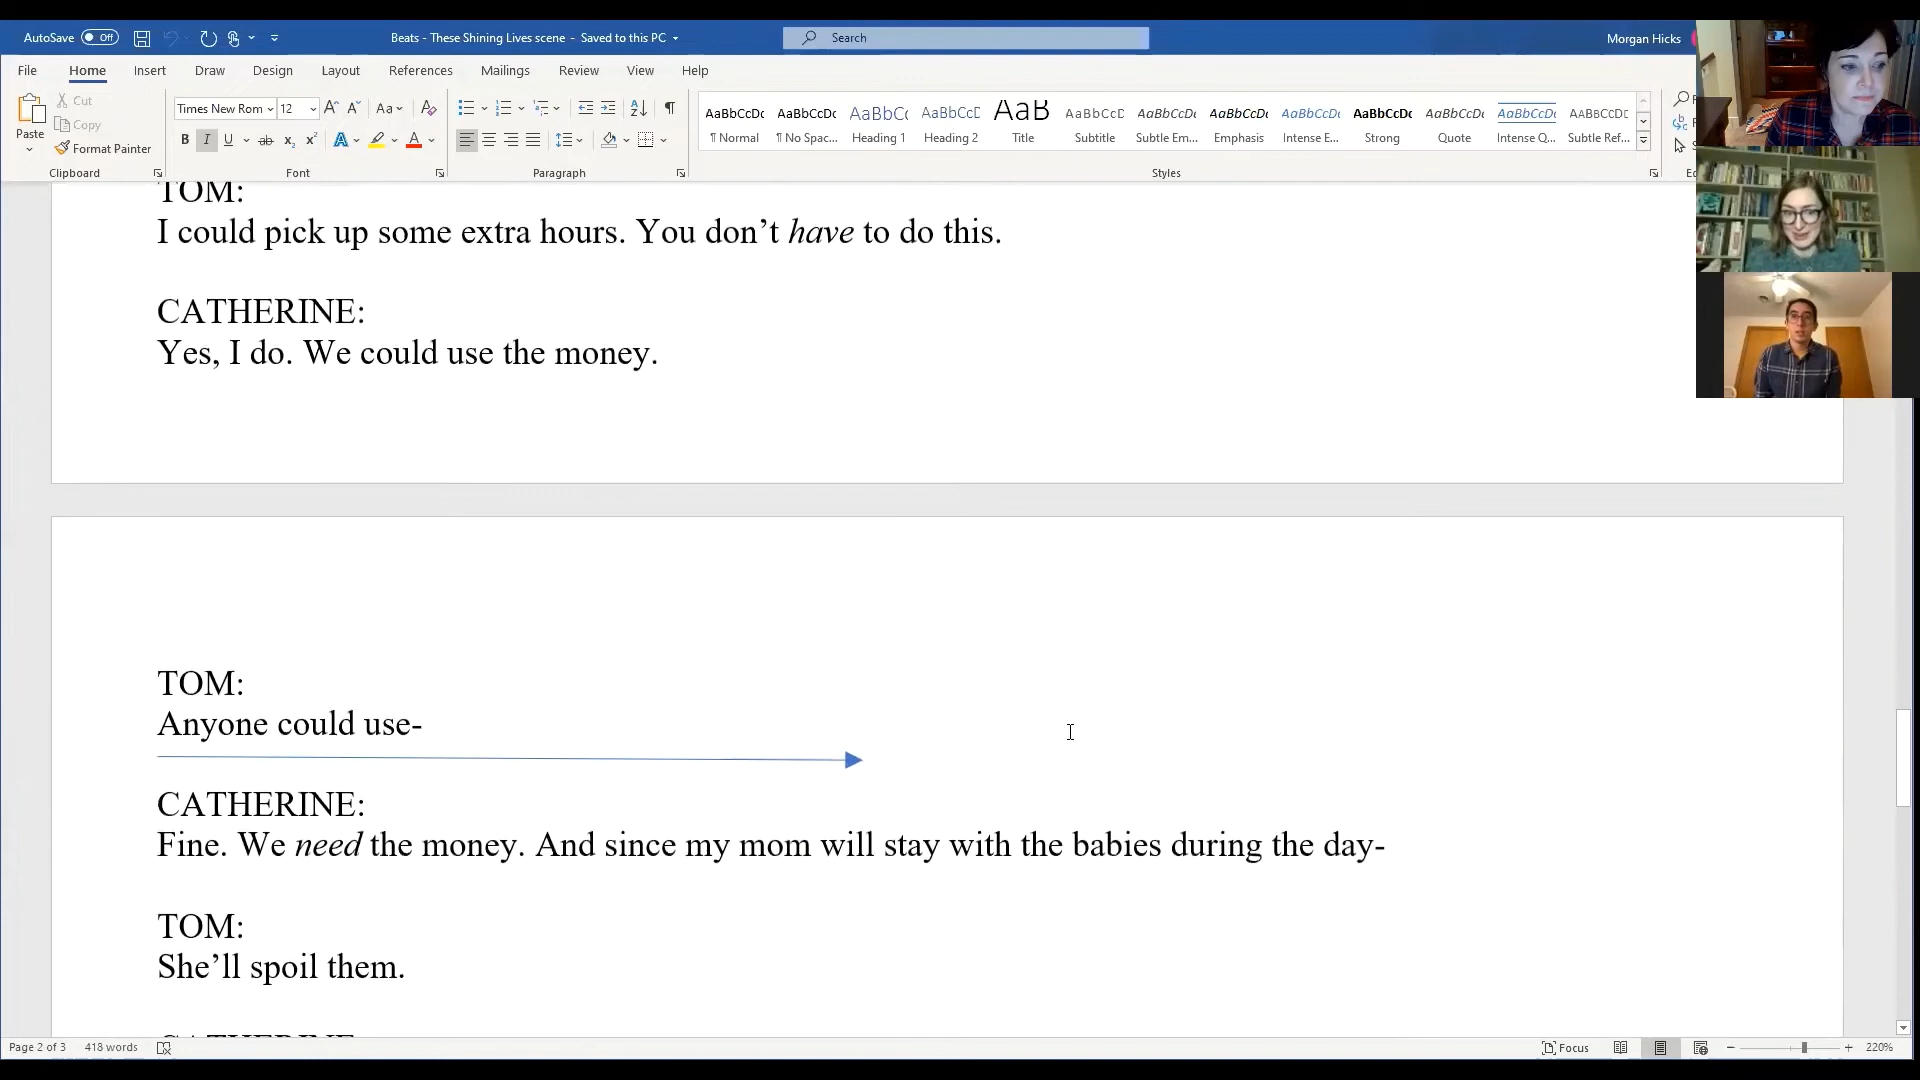 AutoSave Off Beats - These Shining Lives scene - Saved to this PC Search Morgan Hicks
File Home Insert Draw Design Layout References Mailings Review View Help
Paste
Cut
Copy
Format Painter
Times New Rom 12
AaBbCcDc AaBbCcDc AaBbCc AaBbCcD AaB AaBbCcD AaBbCcDc AaBbCcDc AaBbCcDc AaBbCcDc AaBbCcDc AaBbCcDc AABBCCDD
¶ Normal ¶ No Spac... Heading 1 Heading 2 Title Subtitle Subtle Em... Emphasis Intense E... Strong Quote Intense Q... Subtle Ref...
Clipboard Font Paragraph Styles
TOM:
I could pick up some extra hours. You don’t have to do this.
CATHERINE:
Yes, I do. We could use the money.
TOM:
Anyone could use-
CATHERINE:
Fine. We need the money. And since my mom will stay with the babies during the day-
TOM:
She’ll spoil them.
Page 2 of 3 418 words Focus 220%